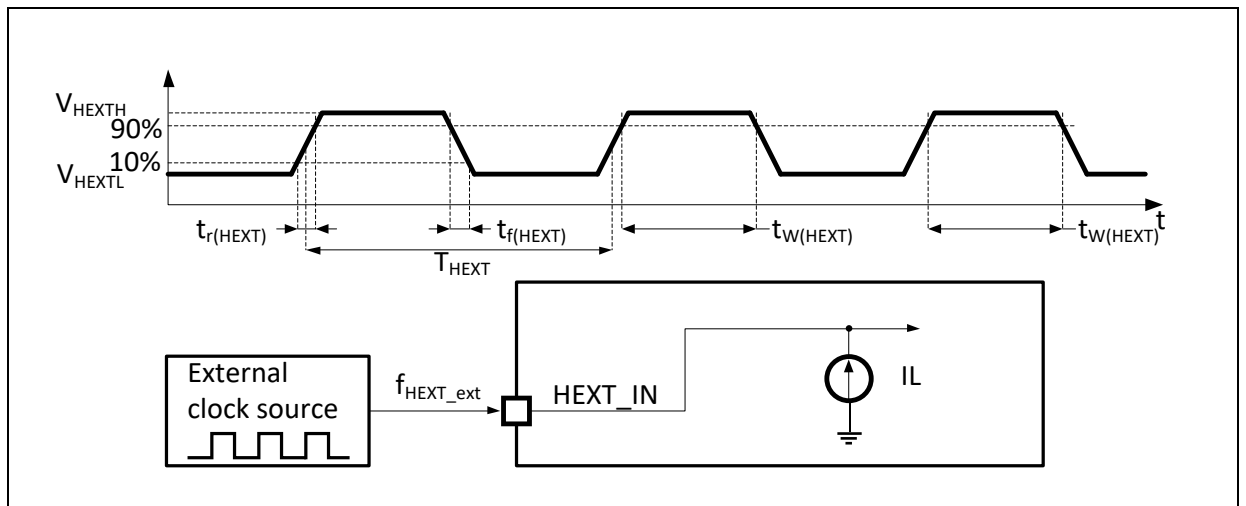 V_HEXTH
90%
10%
V_HEXTL
t
t_r(HEXT)
t_f(HEXT)
t_W(HEXT)
t_W(HEXT)
T_HEXT
External
clock source
f_HEXT_ext
HEXT_IN
IL